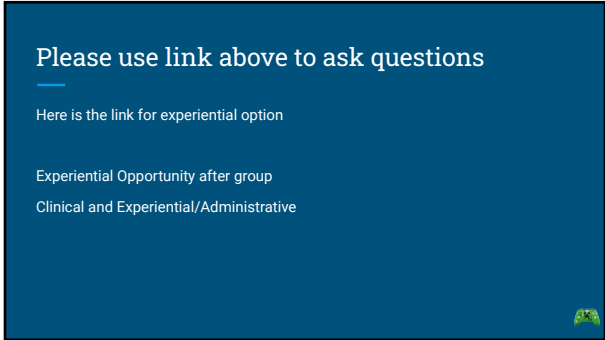 Please use link above to ask questions
Here is the link for experiential option
Experiential Opportunity after group
Clinical and Experiential/Administrative